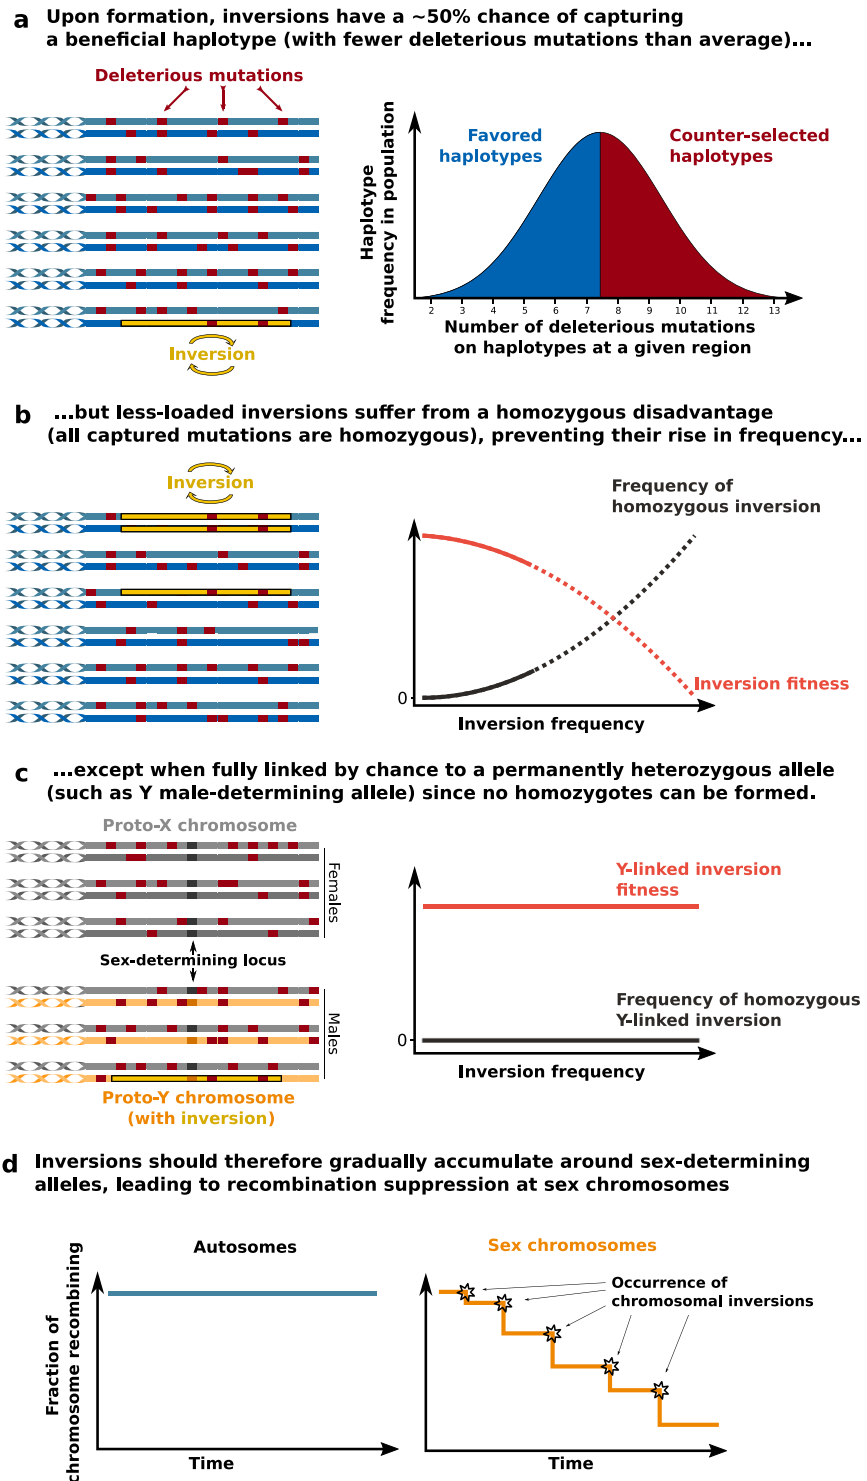 a Upon formation, inversions have a ~50% chance of capturing
a beneficial haplotype (with fewer deleterious mutations than average)...
Deleterious mutations
Inversion
Haplotype
frequency in population
Favored
haplotypes
Counter-selected
haplotypes
2 3 4 5 6 7 8 9 10 11 12 13
Number of deleterious mutations
on haplotypes at a given region
b ...but less-loaded inversions suffer from a homozygous disadvantage
(all captured mutations are homozygous), preventing their rise in frequency...
Inversion
Frequency of
homozygous inversion
Inversion fitness
0
Inversion frequency
c ...except when fully linked by chance to a permanently heterozygous allele
(such as Y male-determining allele) since no homozygotes can be formed.
Proto-X chromosome
Females
Sex-determining locus
Males
Proto-Y chromosome
(with inversion)
Y-linked inversion
fitness
Frequency of homozygous
Y-linked inversion
0
Inversion frequency
d Inversions should therefore gradually accumulate around sex-determining
alleles, leading to recombination suppression at sex chromosomes
Fraction of
chromosome recombining
Autosomes
Time
Sex chromosomes
Occurrence of
chromosomal inversions
Time